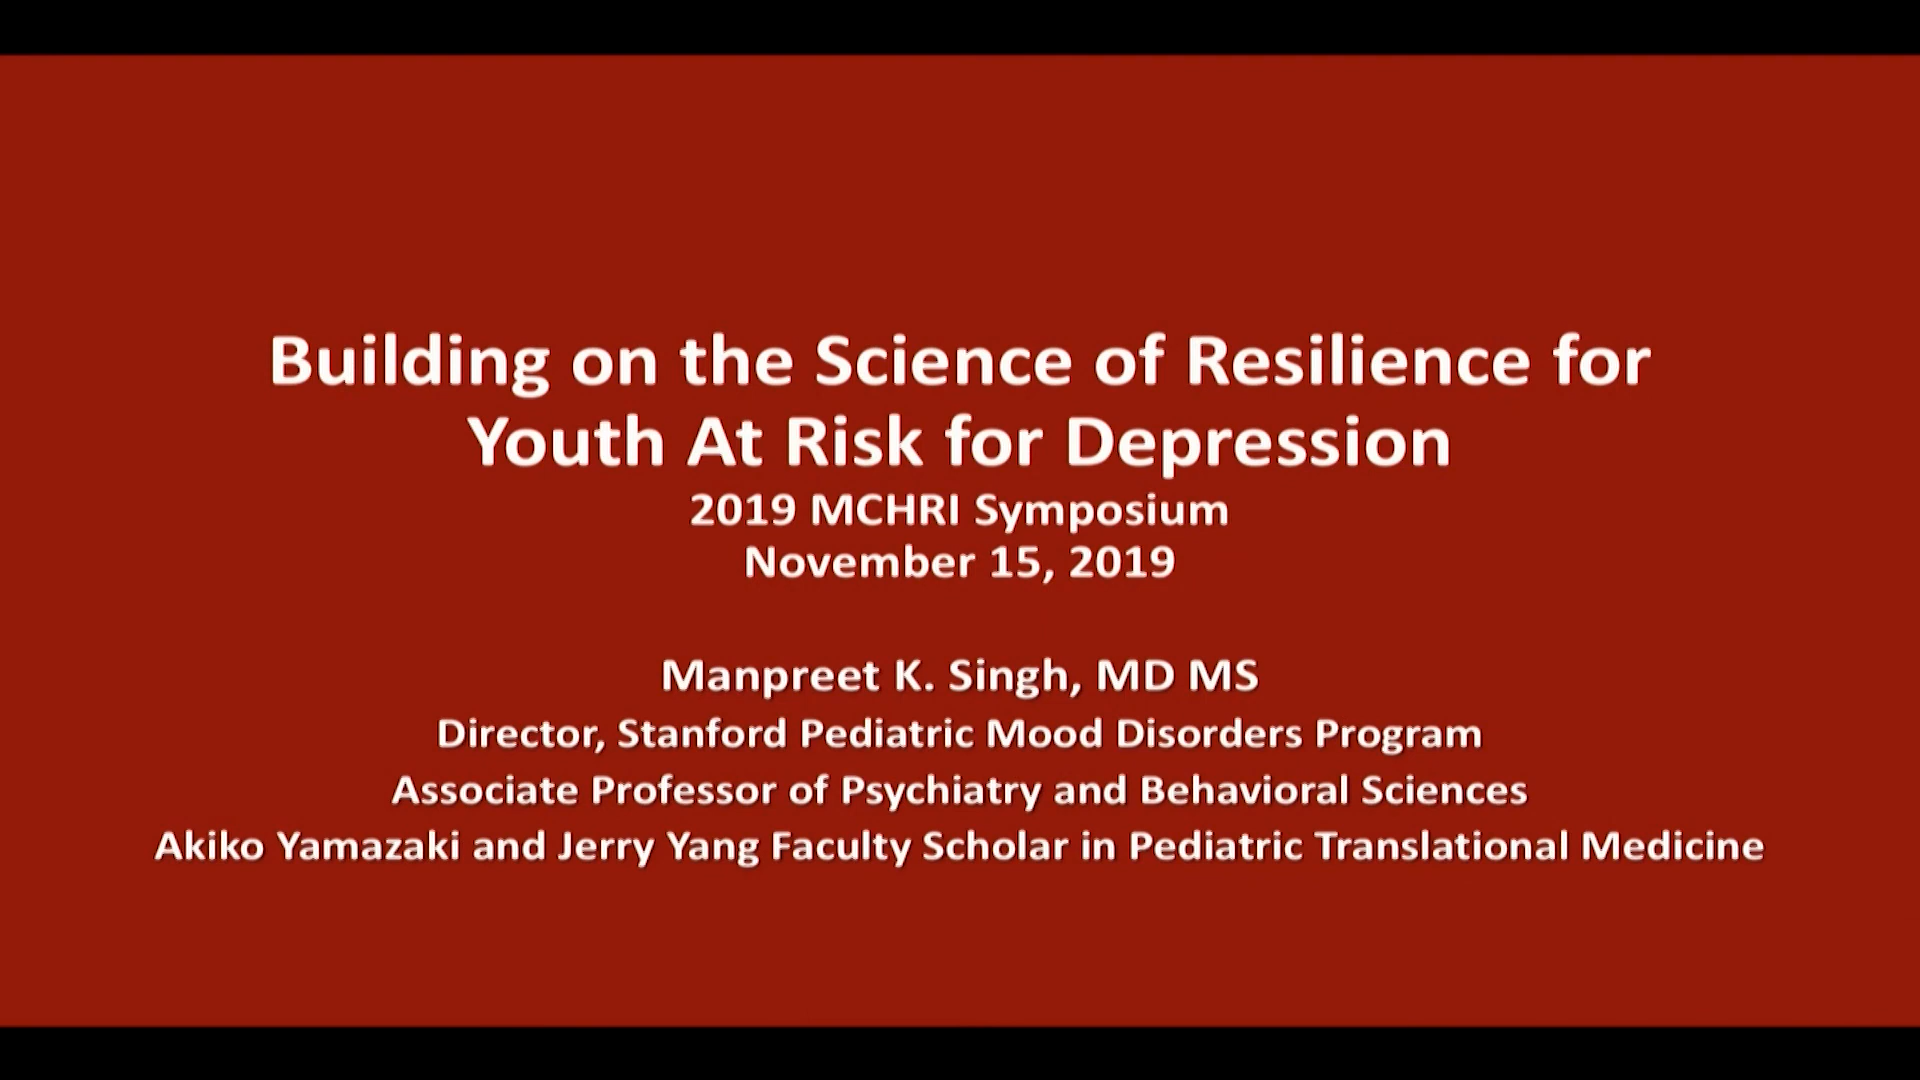 Building on the Science of Resilience for
Youth At Risk for Depression
2019 MCHRI Symposium
November 15, 2019
Manpreet K. Singh, MD MS
Director, Stanford Pediatric Mood Disorders Program
Associate Professor of Psychiatry and Behavioral Sciences
Akiko Yamazaki and Jerry Yang Faculty Scholar in Pediatric Translational Medicine